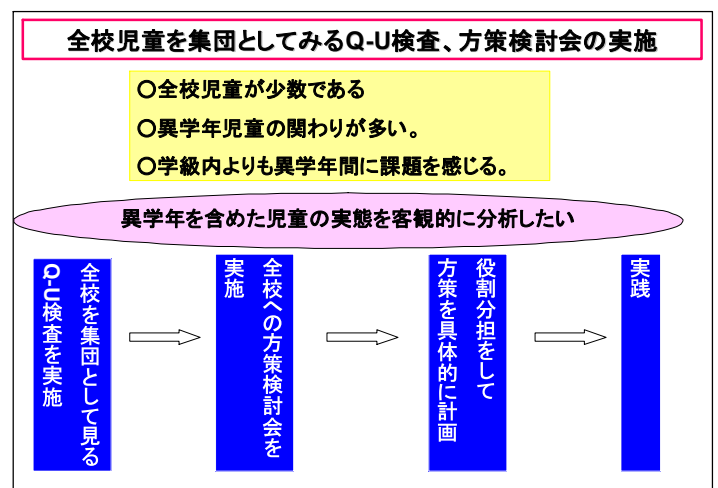 全校児童を集団としてみるQ-U検査、方策検討会の実施
〇全校児童が少数である
〇異学年児童の関わりが多い。
〇学級内よりも異学年間に課題を感じる。
異学年を含めた児童の実態を客観的に分析したい
全校を集団として見る
Q-U検査を実施
全校への方策検討会を
実施
役割分担をして
方策を具体的に計画
実践